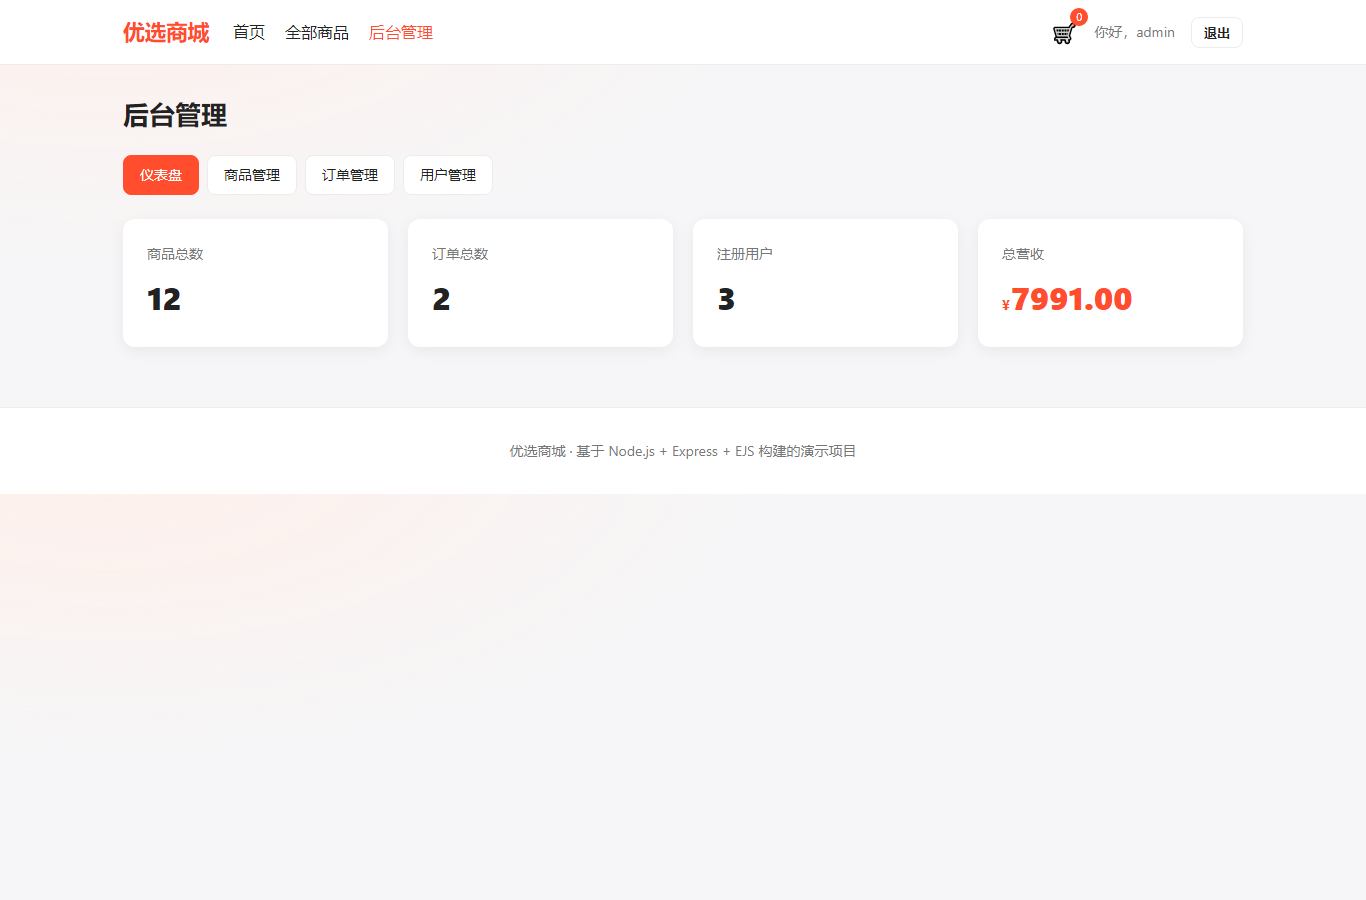 优选商城 首页 全部商品 后台管理 0 你好，admin 退出
后台管理
仪表盘 商品管理 订单管理 用户管理
商品总数 订单总数 注册用户 总营收
12 2 3 ¥7991.00
优选商城 · 基于 Node.js + Express + EJS 构建的演示项目